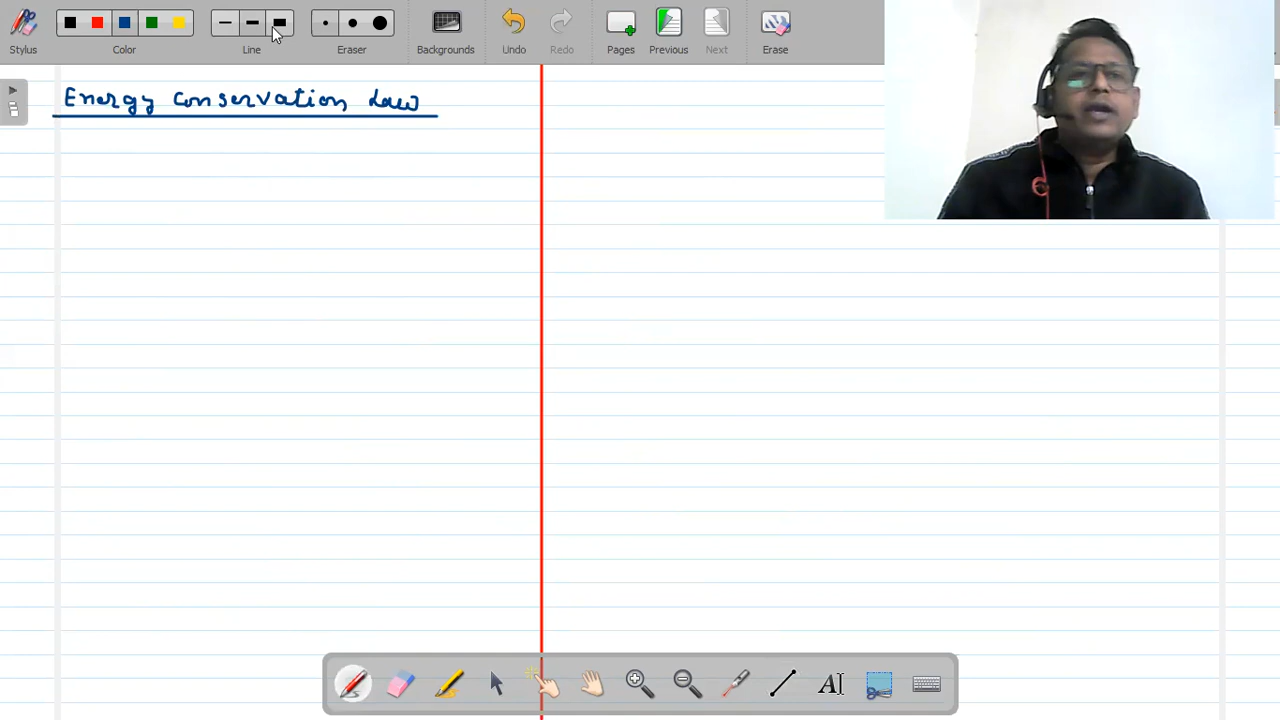 Stylus Color Line Eraser Backgrounds Undo Redo Pages Previous Next Erase
Energy conservation Law
AI